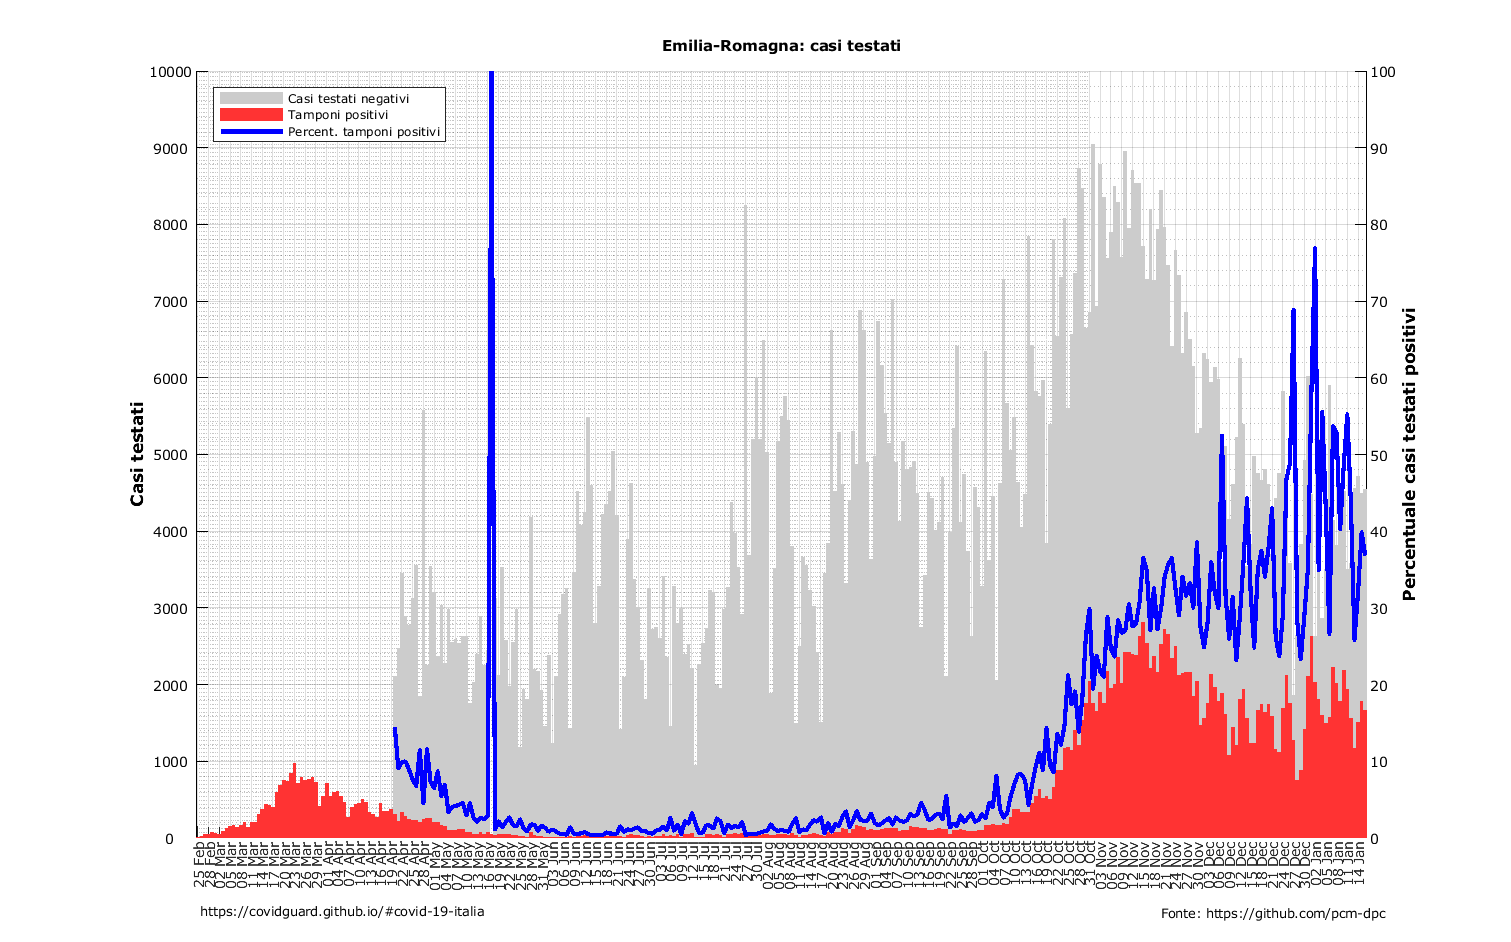 Emilia-Romagna: casi testati
Casi testati negativi
Tamponi positivi
Percent. tamponi positivi
Casi testati
10000
9000
8000
7000
6000
5000
4000
3000
2000
1000
0
Percentuale casi testati positivi
100
90
80
70
60
50
40
30
20
10
0
25 Feb
28 Feb
02 Mar
05 Mar
08 Mar
11 Mar
14 Mar
17 Mar
20 Mar
23 Mar
26 Mar
29 Mar
01 Apr
04 Apr
07 Apr
10 Apr
13 Apr
16 Apr
19 Apr
22 Apr
25 Apr
28 Apr
01 May
04 May
07 May
10 May
13 May
16 May
19 May
22 May
25 May
28 May
31 May
03 Jun
06 Jun
09 Jun
12 Jun
15 Jun
18 Jun
21 Jun
24 Jun
27 Jun
30 Jun
03 Jul
06 Jul
09 Jul
12 Jul
15 Jul
18 Jul
21 Jul
24 Jul
27 Jul
30 Jul
02 Aug
05 Aug
08 Aug
11 Aug
14 Aug
17 Aug
20 Aug
23 Aug
26 Aug
29 Aug
01 Sep
04 Sep
07 Sep
10 Sep
13 Sep
16 Sep
19 Sep
22 Sep
25 Sep
28 Sep
01 Oct
04 Oct
07 Oct
10 Oct
13 Oct
16 Oct
19 Oct
22 Oct
25 Oct
28 Oct
31 Oct
03 Nov
06 Nov
09 Nov
12 Nov
15 Nov
18 Nov
21 Nov
24 Nov
27 Nov
30 Nov
03 Dec
06 Dec
09 Dec
12 Dec
15 Dec
18 Dec
21 Dec
24 Dec
27 Dec
30 Dec
02 Jan
05 Jan
08 Jan
11 Jan
14 Jan
https://covidguard.github.io/#covid-19-italia
Fonte: https://github.com/pcm-dpc